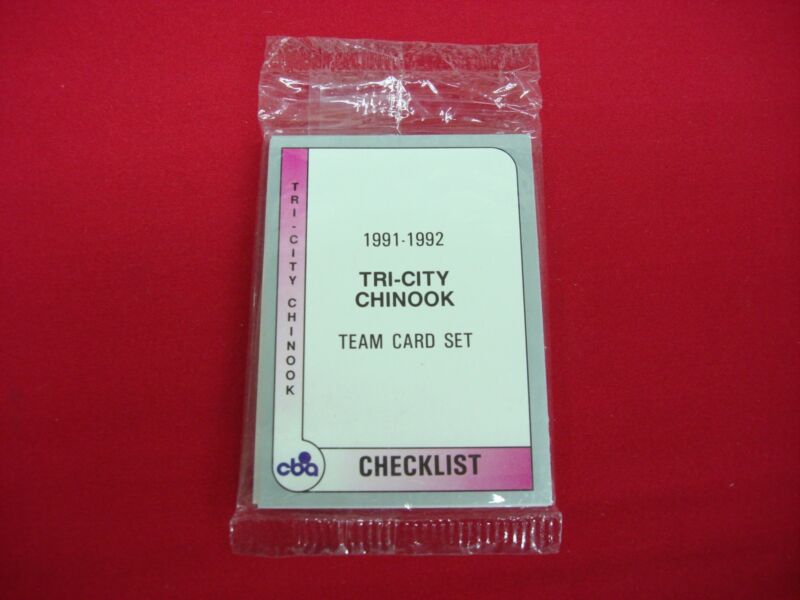 TRI-CITY CHINOOK
1991-1992
TRI-CITY
CHINOOK
TEAM CARD SET
cba
CHECKLIST